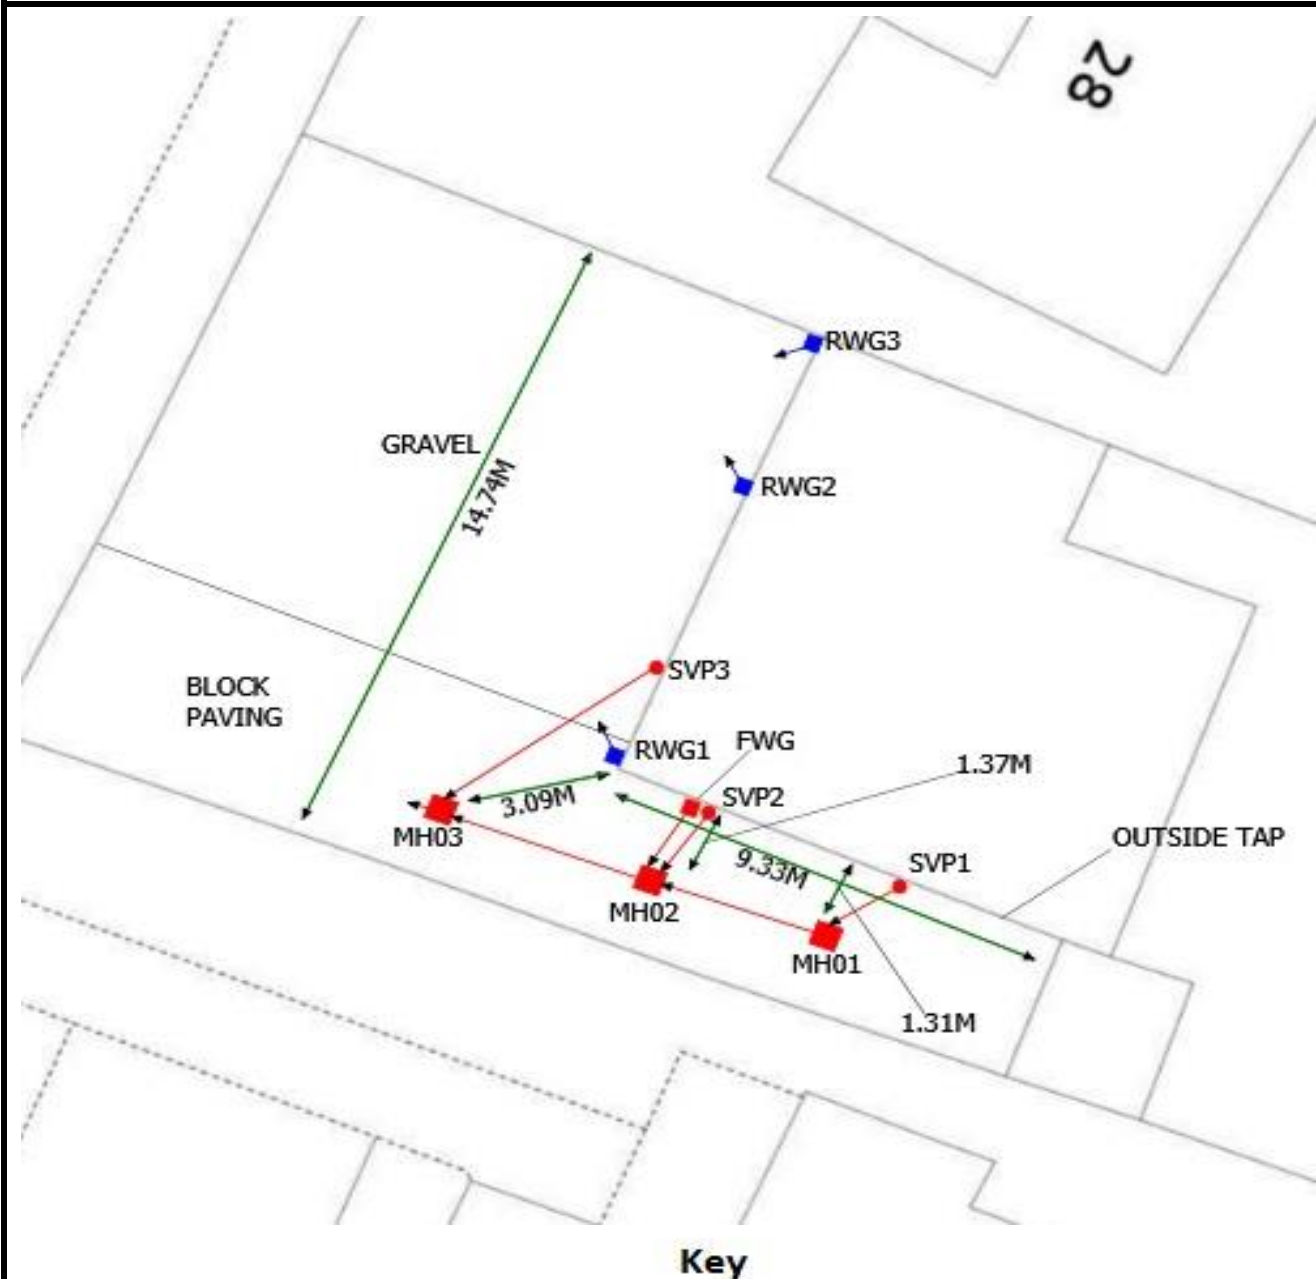 28
RWG3
GRAVEL
14.74M
RWG2
SVP3
BLOCK
PAVING
RWG1
FWG
1.37M
SVP2
3.09M
OUTSIDE TAP
MH03
9.33M
SVP1
MH02
MH01
1.31M
Key